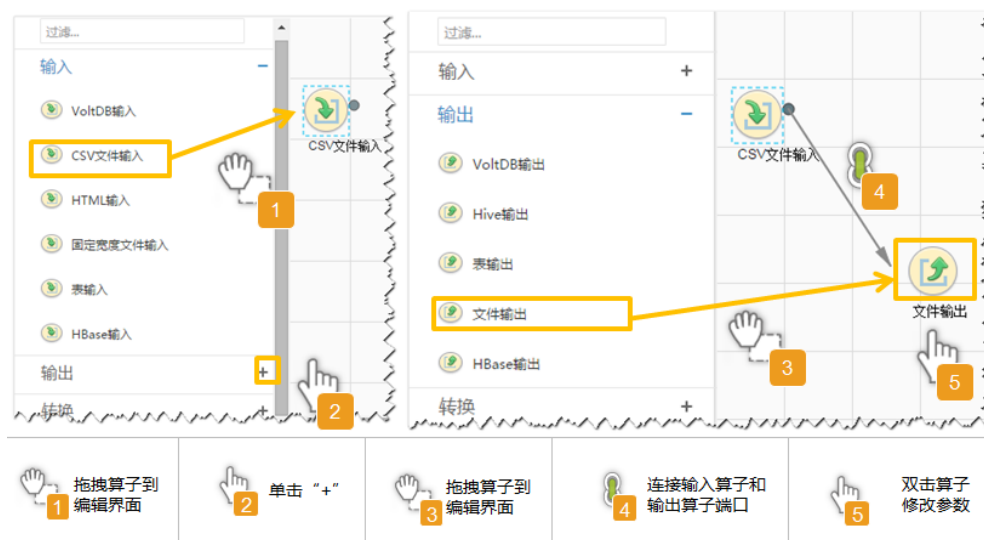 过滤...
输入
−
VoltDB输入
CSV文件输入
HTML输入
固定宽度文件输入
表输入
HBase输入
输出
+
转换
+
CSV文件输入
1
2
过滤...
输入
+
输出
−
VoltDB输出
Hive输出
表输出
文件输出
HBase输出
转换
+
CSV文件输入
4
文件输出
3
5
1
拖拽算子到
编辑界面
2
单击“+”
3
拖拽算子到
编辑界面
4
连接输入算子和
输出算子端口
5
双击算子
修改参数